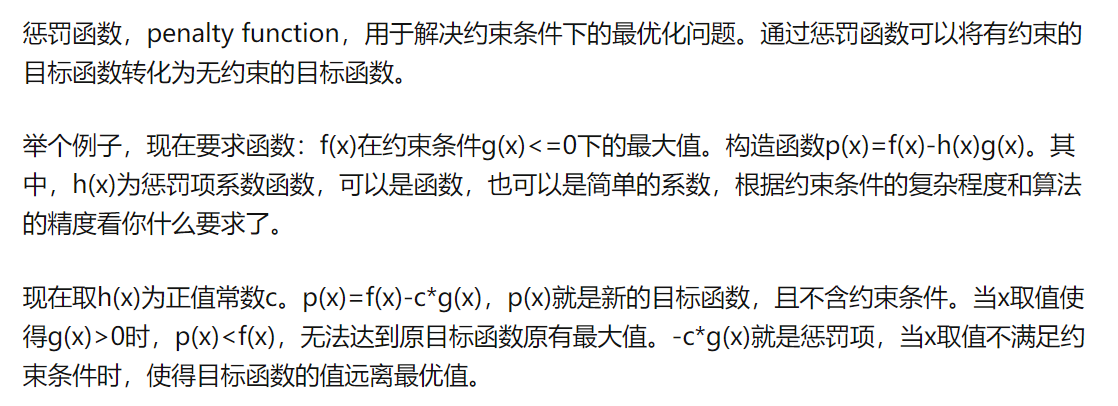 惩罚函数，penalty function，用于解决约束条件下的最优化问题。通过惩罚函数可以将有约束的
目标函数转化为无约束的目标函数。
举个例子，现在要求函数：f(x)在约束条件g(x)<=0下的最大值。构造函数p(x)=f(x)-h(x)g(x)。其
中，h(x)为惩罚项系数函数，可以是函数，也可以是简单的系数，根据约束条件的复杂程度和算法
的精度看你什么要求了。
现在取h(x)为正值常数c。p(x)=f(x)-c*g(x)，p(x)就是新的目标函数，且不含约束条件。当x取值使
得g(x)>0时，p(x)<f(x)，无法达到原目标函数原有最大值。-c*g(x)就是惩罚项，当x取值不满足约
束条件时，使得目标函数的值远离最优值。